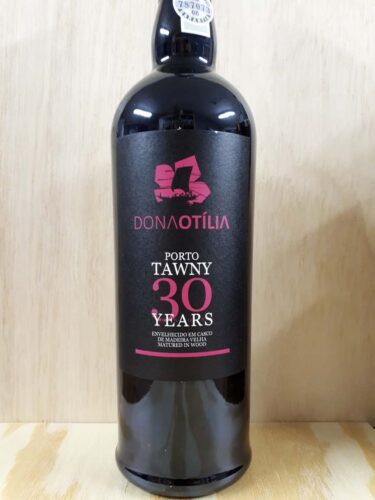 DONAOTÍLIA
PORTO
TAWNY
30
YEARS
ENVELHECIDO EM CASCO
DE MADEIRA VELHA
MATURED IN WOOD